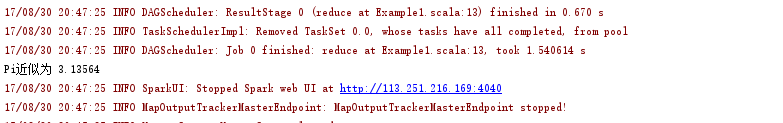 17/08/30 20:47:25 INFO DAGScheduler: ResultStage 0 (reduce at Example1.scala:13) finished in 0.670 s
17/08/30 20:47:25 INFO TaskSchedulerImpl: Removed TaskSet 0.0, whose tasks have all completed, from pool
17/08/30 20:47:25 INFO DAGScheduler: Job 0 finished: reduce at Example1.scala:13, took 1.540614 s
Pi近似为 3.13564
17/08/30 20:47:25 INFO SparkUI: Stopped Spark web UI at http://113.251.216.169:4040
17/08/30 20:47:25 INFO MapOutputTrackerMasterEndpoint: MapOutputTrackerMasterEndpoint stopped!